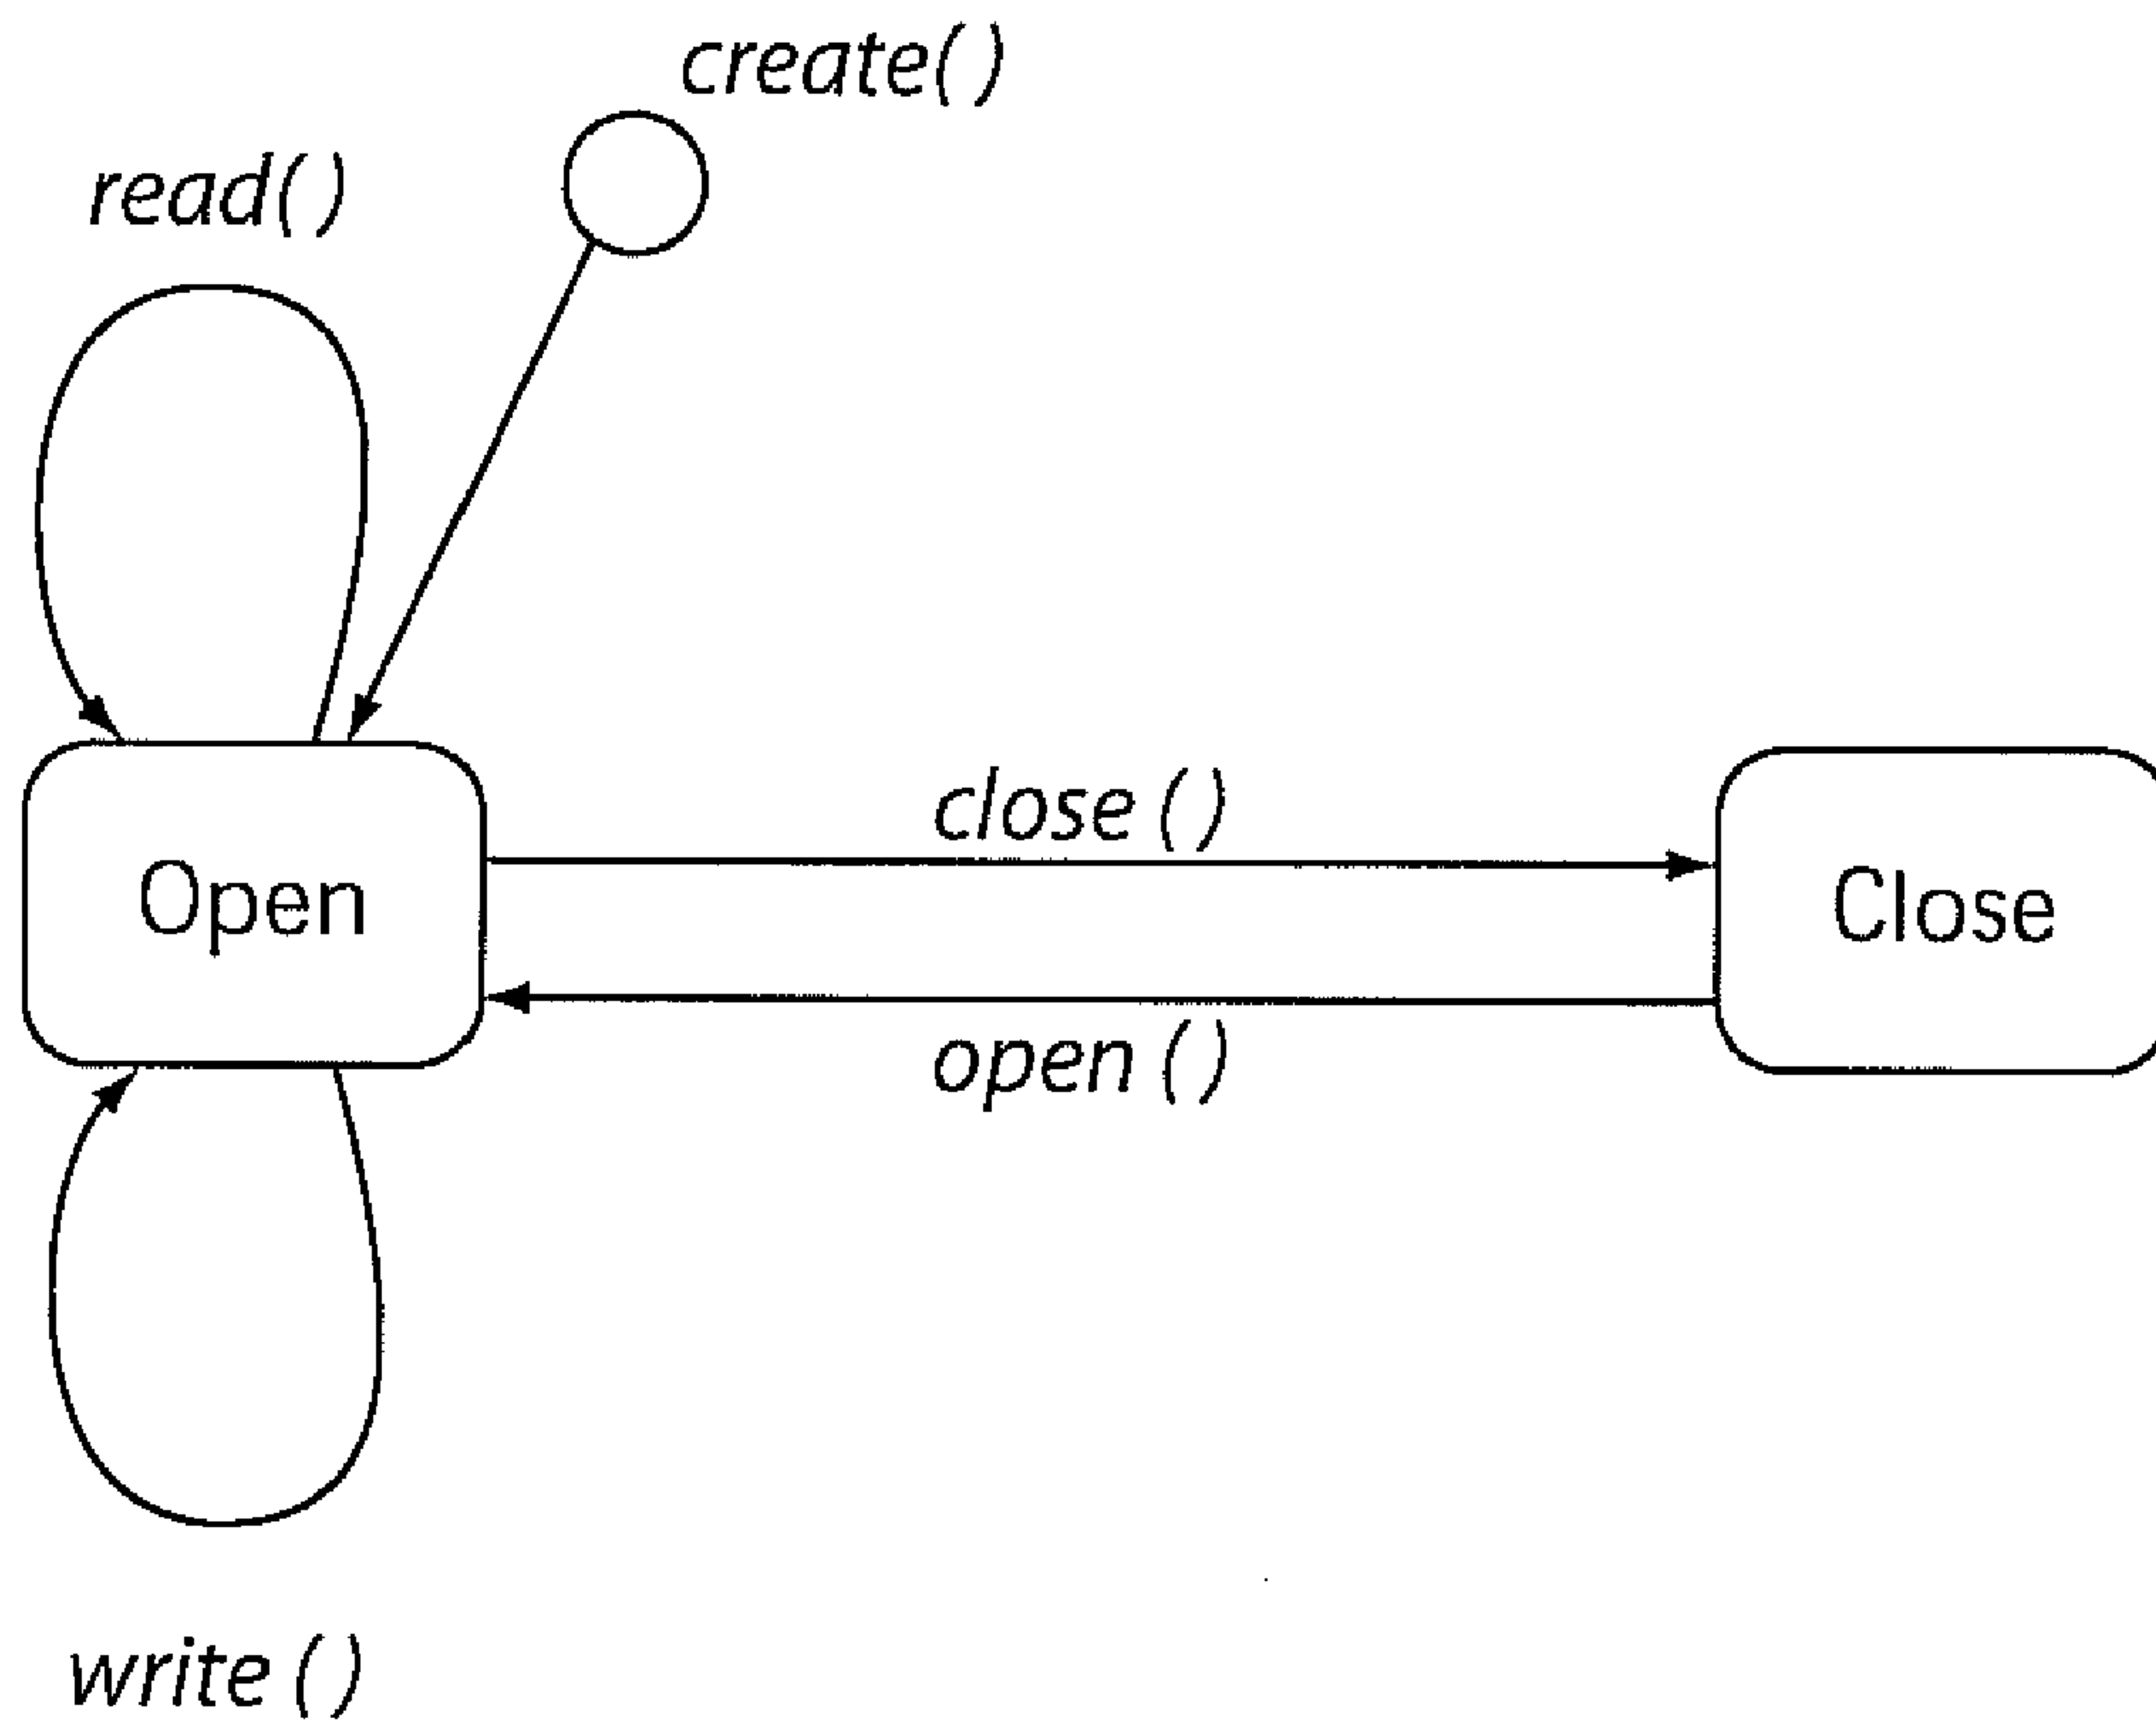 create( )
read( )
close ( )
Open
Close
open ( )
write ( )